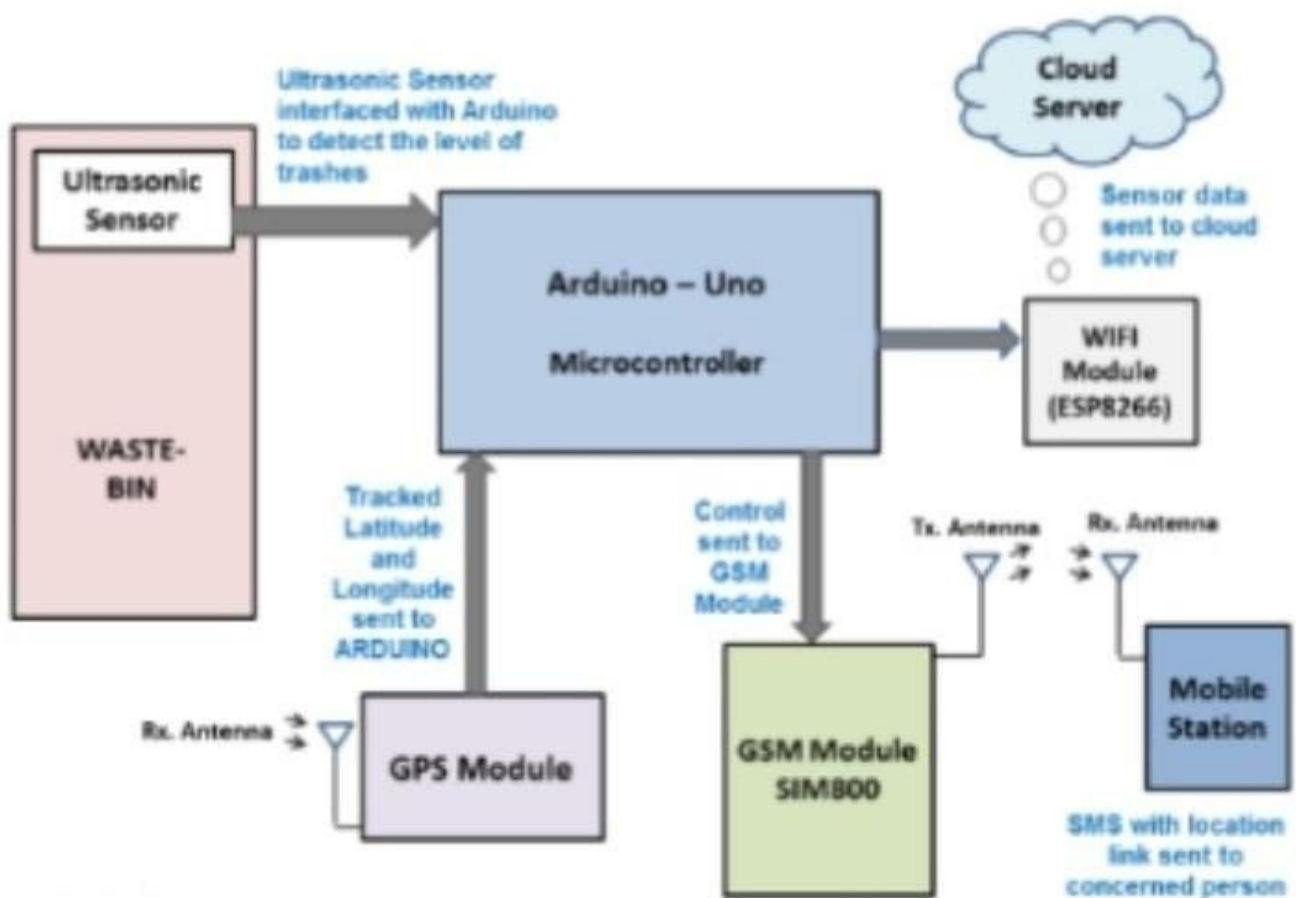 Ultrasonic Sensor
interfaced with Arduino
to detect the level of
trashes
Cloud
Server
Ultrasonic
Sensor
Sensor data
sent to cloud
server
Arduino – Uno
Microcontroller
WIFI
Module
(ESP8266)
WASTE-
BIN
Tracked
Latitude
and
Longitude
sent to
ARDUINO
Control
sent to
GSM
Module
Tx. Antenna
Rx. Antenna
Mobile
Station
Rx. Antenna
GPS Module
GSM Module
SIM800
SMS with location
link sent to
concerned person